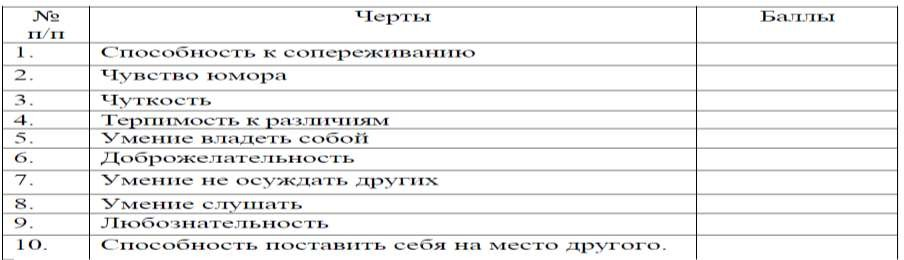 № п/п Черты Баллы
1. Способность к сопереживанию
2. Чувство юмора
3. Чуткость
4. Терпимость к различиям
5. Умение владеть собой
6. Доброжелательность
7. Умение не осуждать других
8. Умение слушать
9. Любознательность
10. Способность поставить себя на место другого.